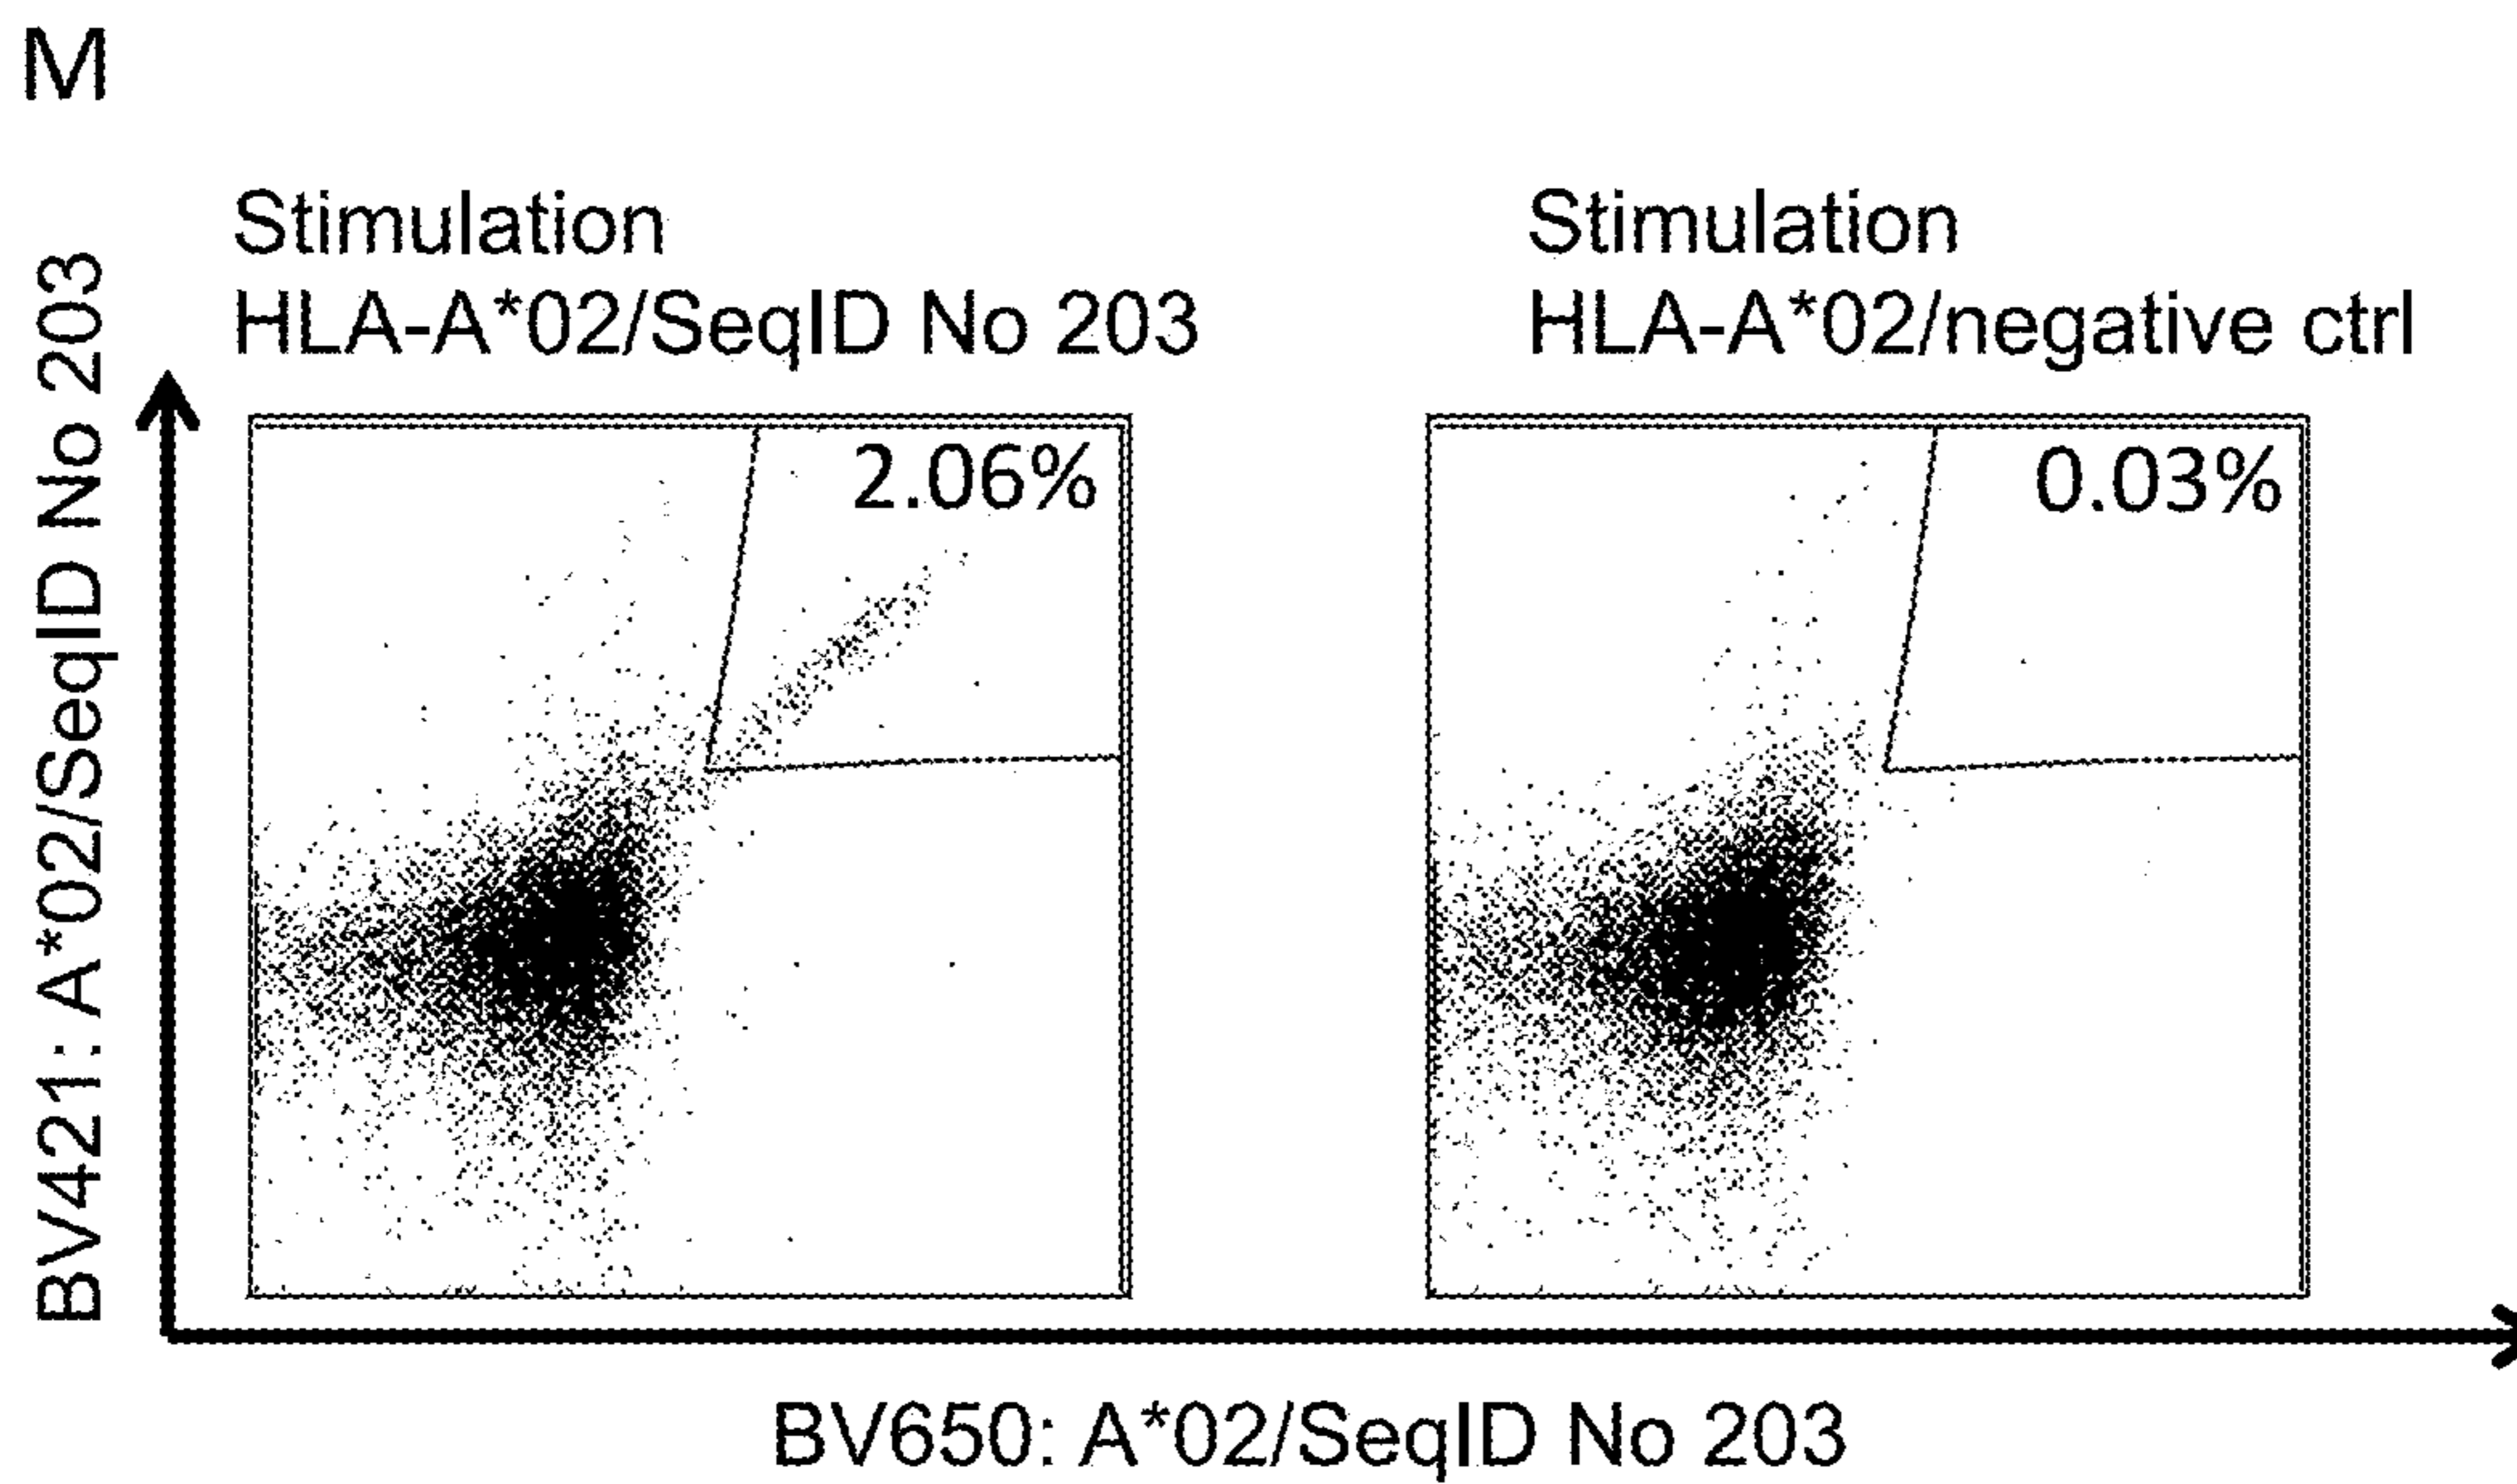 M
Stimulation
HLA-A*02/SeqID No 203
Stimulation
HLA-A*02/negative ctrl
BV421: A*02/SeqID No 203
2.06%
0.03%
BV650: A*02/SeqID No 203